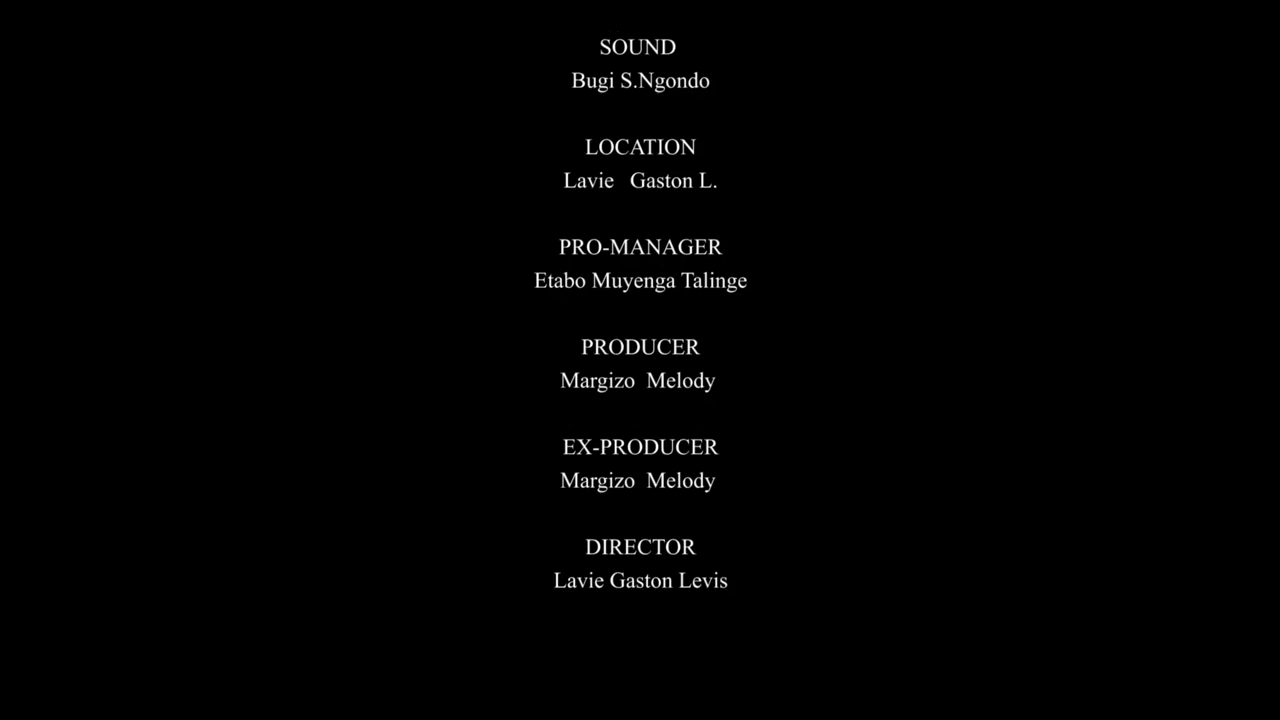 SOUND
Bugi S.Ngondo
LOCATION
Lavie Gaston L.
PRO-MANAGER
Etabo Muyenga Talinge
PRODUCER
Margizo Melody
EX-PRODUCER
Margizo Melody
DIRECTOR
Lavie Gaston Levis